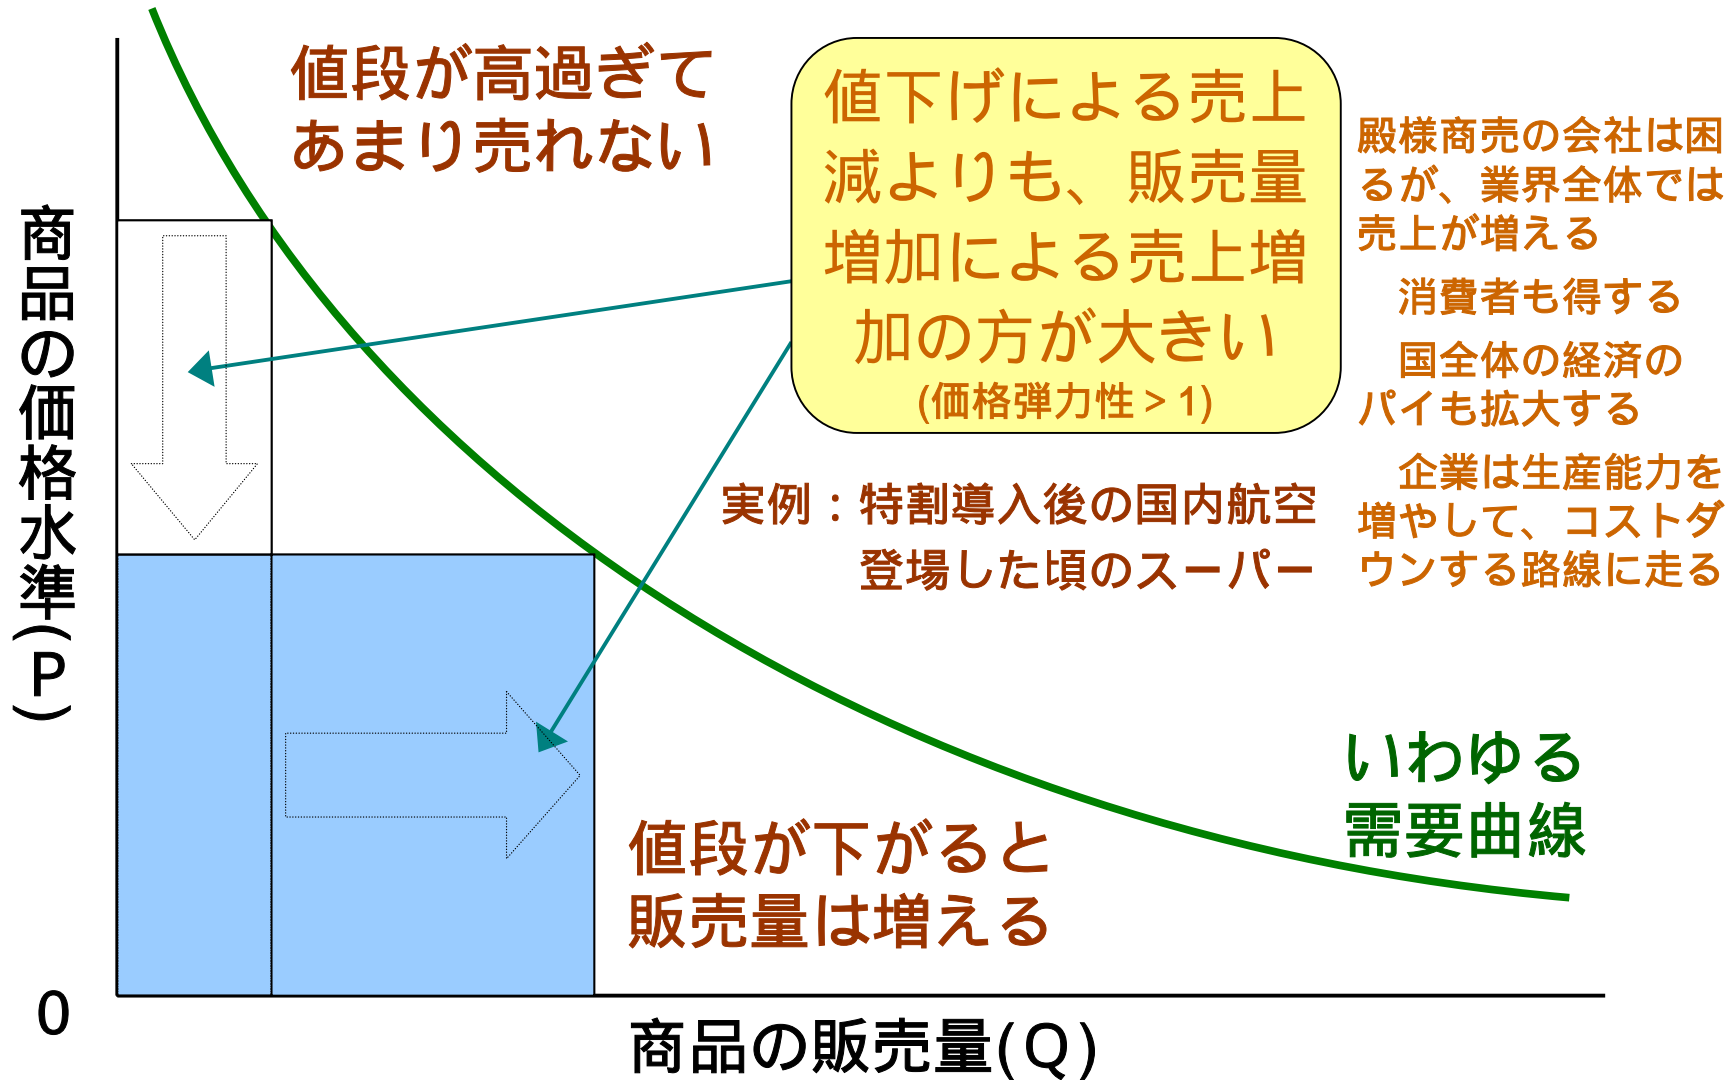 値段が高過ぎて
あまり売れない
値下げによる売上
減よりも、販売量
増加による売上増
加の方が大きい
(価格弾力性＞1)
殿様商売の会社は困
るが、業界全体では
売上が増える
消費者も得する
国全体の経済の
パイも拡大する
企業は生産能力を
増やして、コストダ
ウンする路線に走る
実例：特割導入後の国内航空
登場した頃のスーパー
商品の価格水準(P)
いわゆる
需要曲線
値段が下がると
販売量は増える
0
商品の販売量(Q)